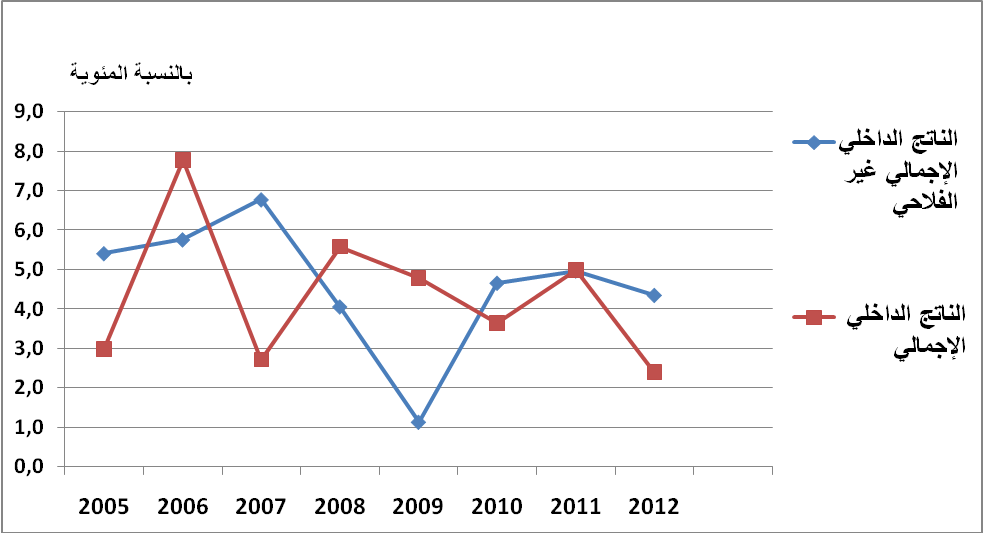 بالنسبة المئوية
9,0
8,0
7,0
6,0
5,0
4,0
3,0
2,0
1,0
0,0
2005 2006 2007 2008 2009 2010 2011 2012
الناتج الداخلي
الإجمالي غير
الفلاحي
الناتج الداخلي
الإجمالي